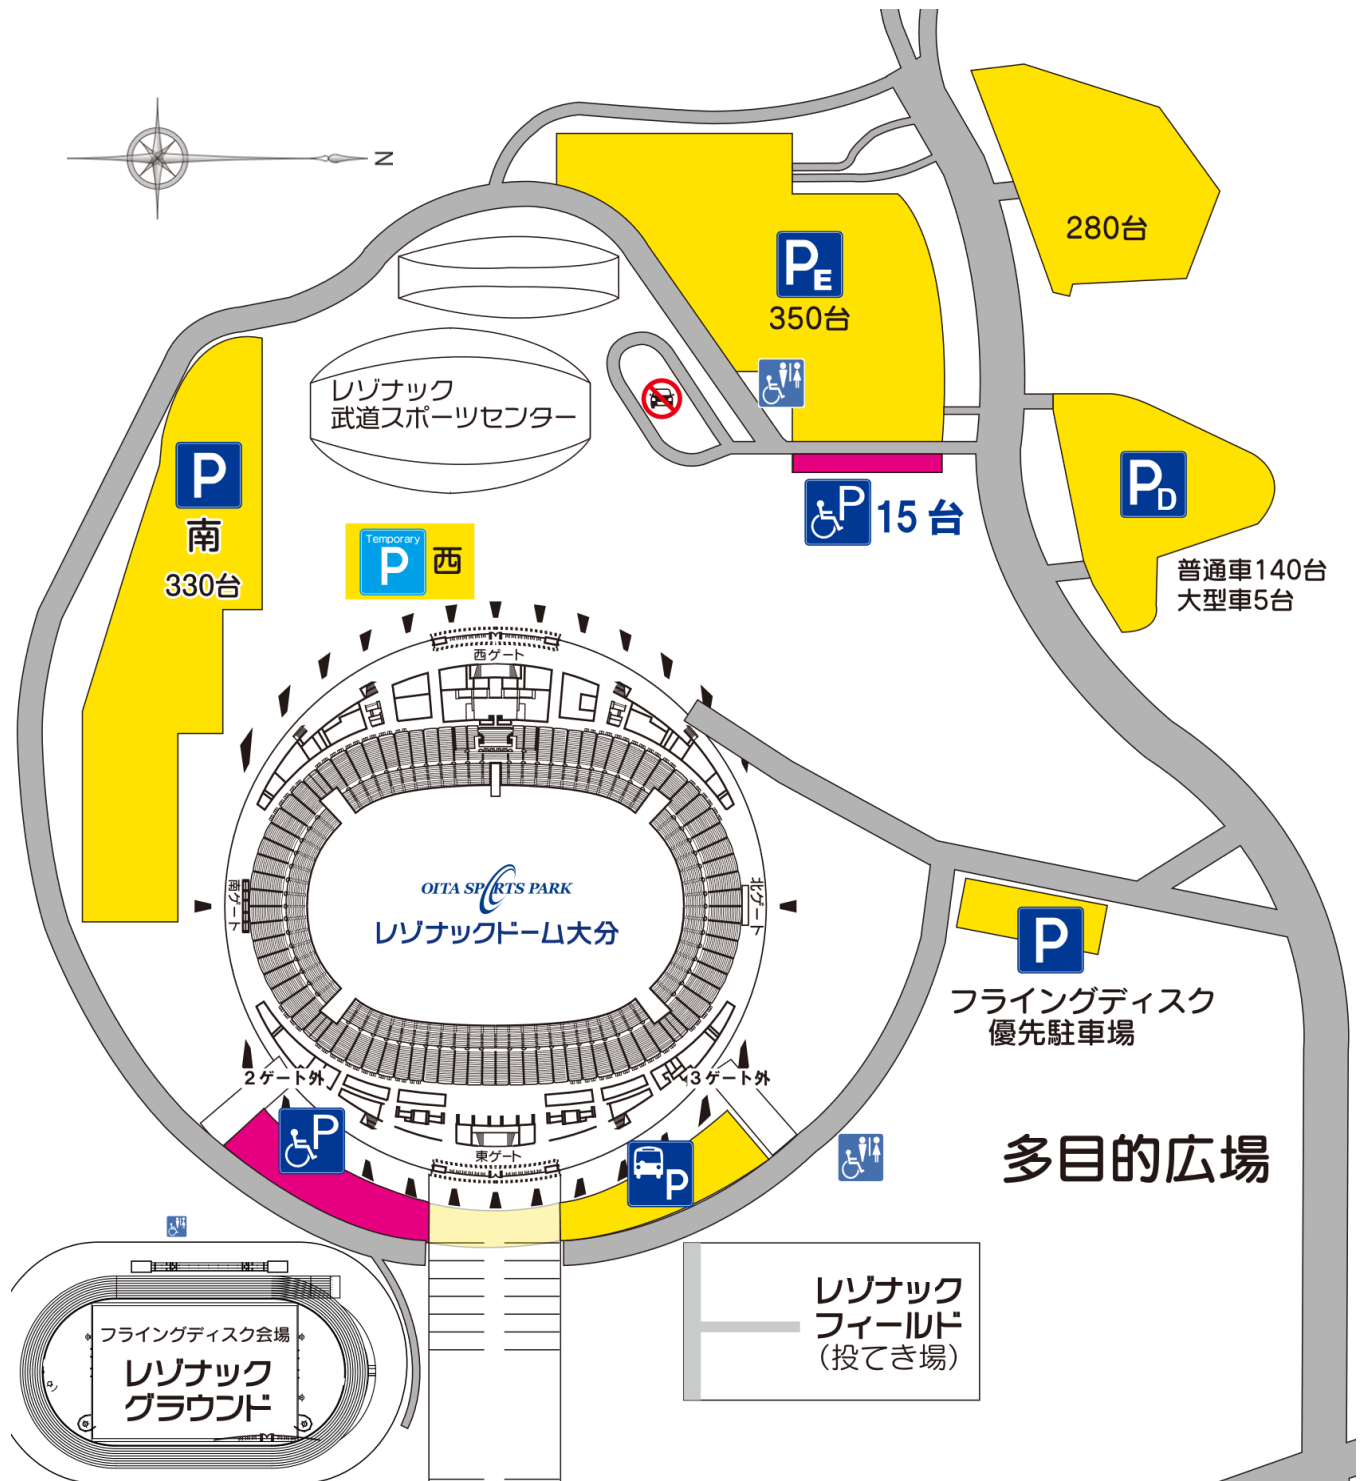 N
280台
PE
350台
レゾナック
武道スポーツセンター
P
南
330台
P 15台
PD
普通車140台
大型車5台
Temporary
P 西
西ゲート
南ゲート
北ゲート
OITA SPORTS PARK
レゾナックドーム大分
P
フライングディスク
優先駐車場
2ゲート外
3ゲート外
P
東ゲート
P
多目的広場
フライングディスク会場
レゾナック
グラウンド
レゾナック
フィールド
(投てき場)